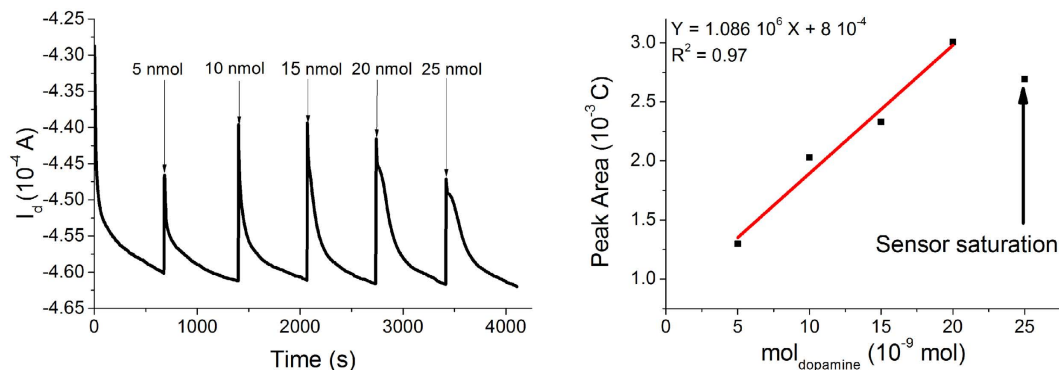 -4.25
-4.30
-4.35
-4.40
-4.45
-4.50
-4.55
-4.60
-4.65
I_d (10^-4 A)
5 nmol
10 nmol
15 nmol
20 nmol
25 nmol
0
1000
2000
3000
4000
Time (s)
Y = 1.086 10^6 X + 8 10^-4
R^2 = 0.97
3.0
2.5
2.0
1.5
1.0
Peak Area (10^-3 C)
Sensor saturation
5
10
15
20
25
mol_dopamine (10^-9 mol)